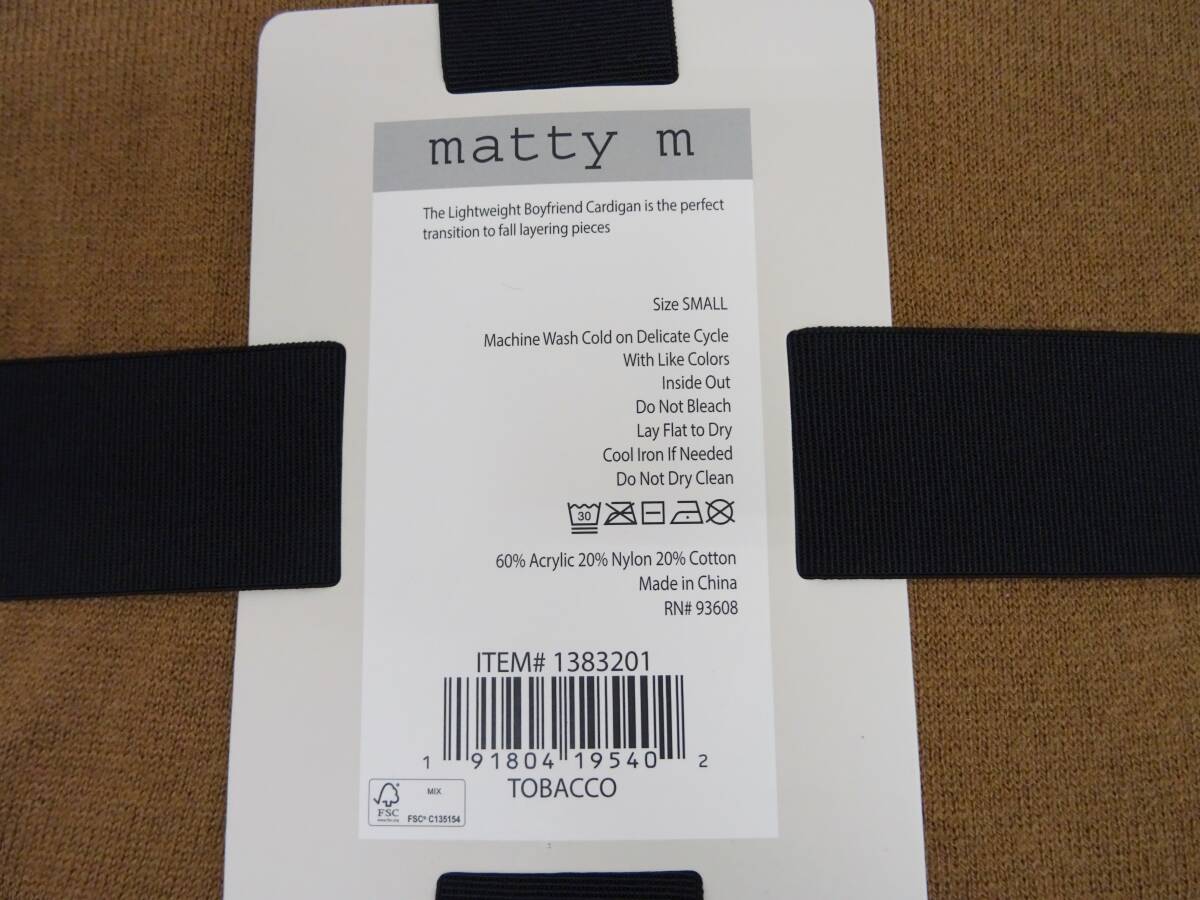 matty m
The Lightweight Boyfriend Cardigan is the perfect
transition to fall layering pieces
Size SMALL
Machine Wash Cold on Delicate Cycle
With Like Colors
Inside Out
Do Not Bleach
Lay Flat to Dry
Cool Iron If Needed
Do Not Dry Clean
30
60% Acrylic 20% Nylon 20% Cotton
Made in China
RN# 93608
ITEM# 1383201
1 91804 19540 2
TOBACCO
MIX
FSC
www.fsc.org
FSC® C135154